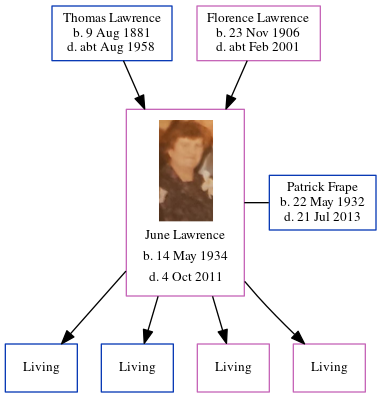 Thomas Lawrence
b. 9 Aug 1881
d. abt Aug 1958
Florence Lawrence
b. 23 Nov 1906
d. abt Feb 2001
June Lawrence
b. 14 May 1934
d. 4 Oct 2011
Patrick Frape
b. 22 May 1932
d. 21 Jul 2013
Living
Living
Living
Living